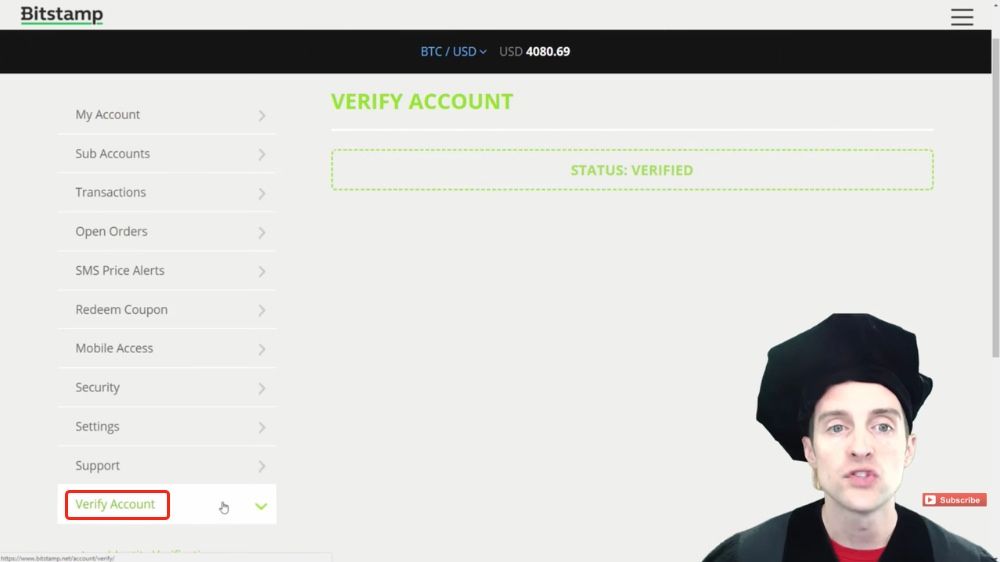 Bitstamp
BTC / USD USD 4080.69
VERIFY ACCOUNT
STATUS: VERIFIED
My Account
Sub Accounts
Transactions
Open Orders
SMS Price Alerts
Redeem Coupon
Mobile Access
Security
Settings
Support
Verify Account
Subscribe
https://www.bitstamp.net/account/verify/